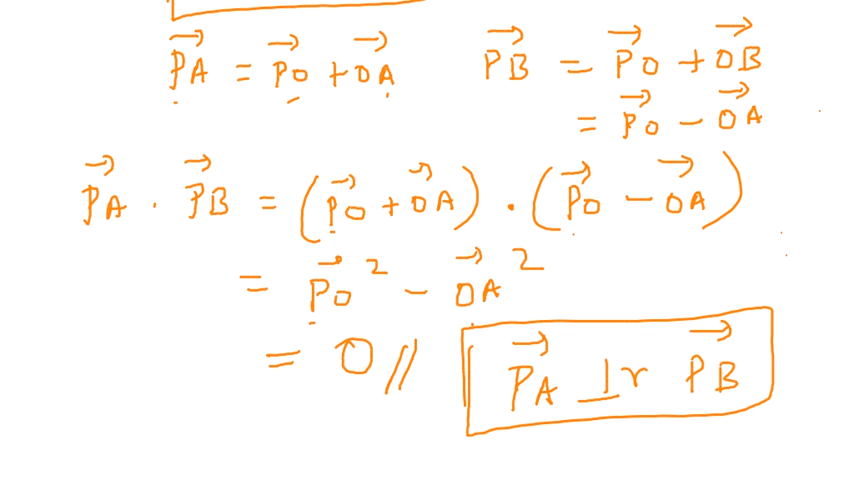 →PA = →PO + →OA →PB = →PO + →OB
= →PO − →OA
→PA . →PB = (→PO + →OA) . (→PO − →OA)
= →PO² − →OA²
= 0 //
→PA ⊥r →PB